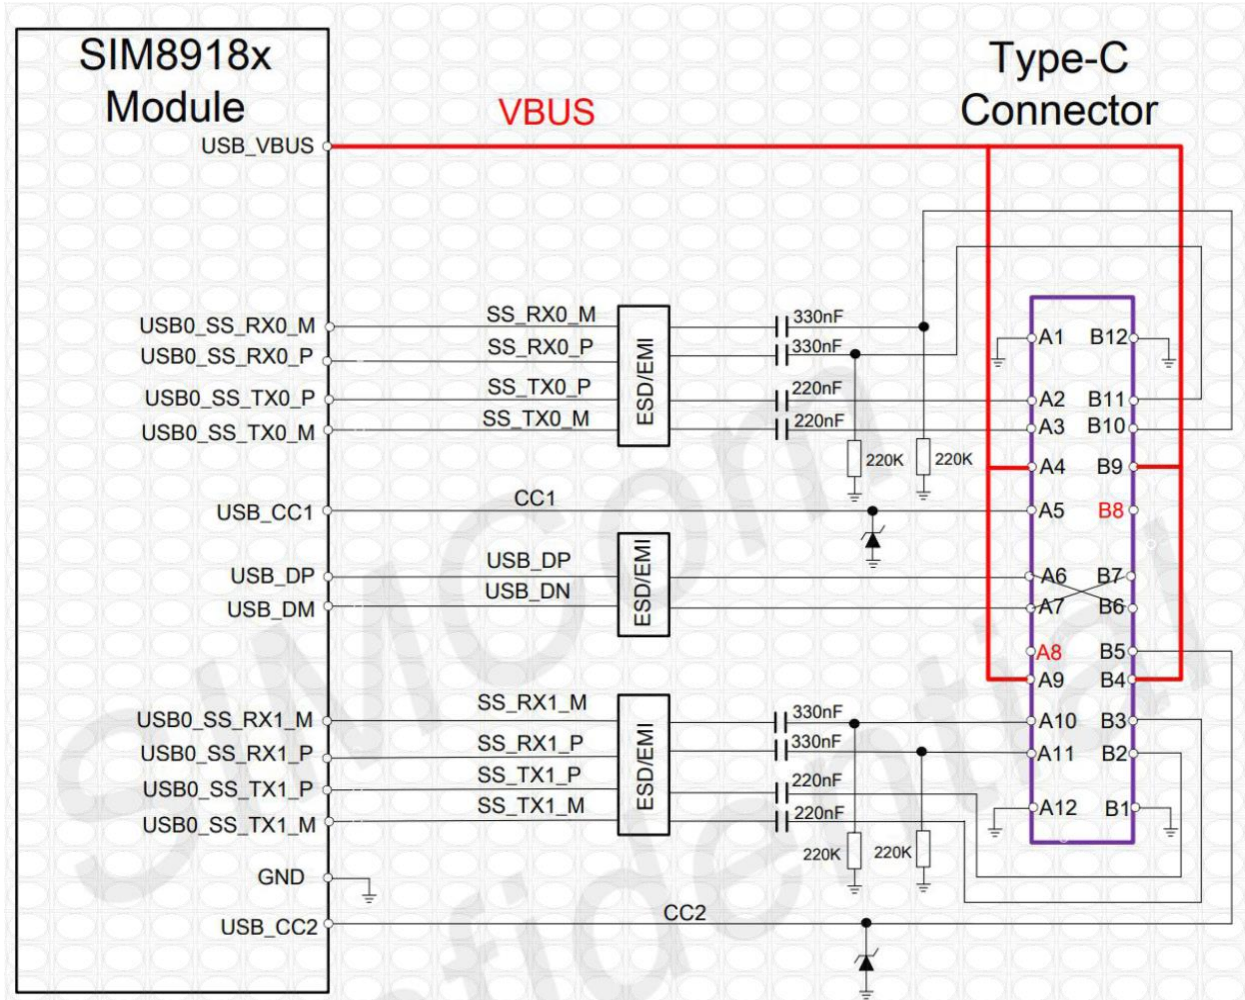 SIM8918x
Module
Type-C
Connector
VBUS
USB_VBUS
USB0_SS_RX0_M
SS_RX0_M
330nF
USB0_SS_RX0_P
SS_RX0_P
330nF
USB0_SS_TX0_P
SS_TX0_P
220nF
USB0_SS_TX0_M
SS_TX0_M
220nF
ESD/EMI
220K
220K
USB_CC1
CC1
USB_DP
USB_DP
USB_DM
USB_DN
ESD/EMI
USB0_SS_RX1_M
SS_RX1_M
330nF
USB0_SS_RX1_P
SS_RX1_P
330nF
USB0_SS_TX1_P
SS_TX1_P
220nF
USB0_SS_TX1_M
SS_TX1_M
220nF
ESD/EMI
220K
220K
GND
USB_CC2
CC2
A1 B12
A2 B11
A3 B10
A4 B9
A5 B8
A6 B7
A7 B6
A8 B5
A9 B4
A10 B3
A11 B2
A12 B1
SIMCom